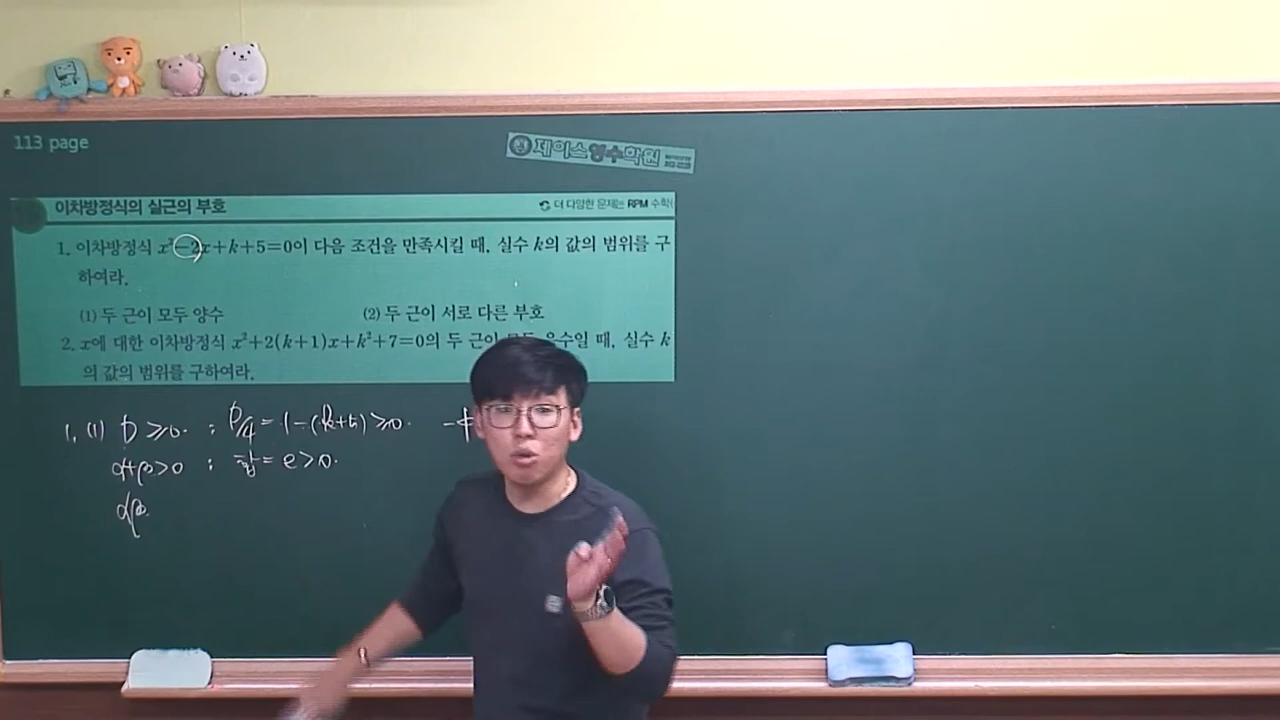 113 page
제이스영수학원
이차방정식의 실근의 부호
더 다양한 문제는 RPM 수학(
1. 이차방정식 x²-2x+k+5=0이 다음 조건을 만족시킬 때, 실수 k의 값의 범위를 구
하여라.
(1) 두 근이 모두 양수
(2) 두 근이 서로 다른 부호
2. x에 대한 이차방정식 x²+2(k+1)x+k²+7=0의 두 근이 일 때, 실수 k
의 값의 범위를 구하여라.
1. (1) D≥0. : D/4 = 1-(k+5)≥0.
α+β>0 : 합 = 2>0.
αβ